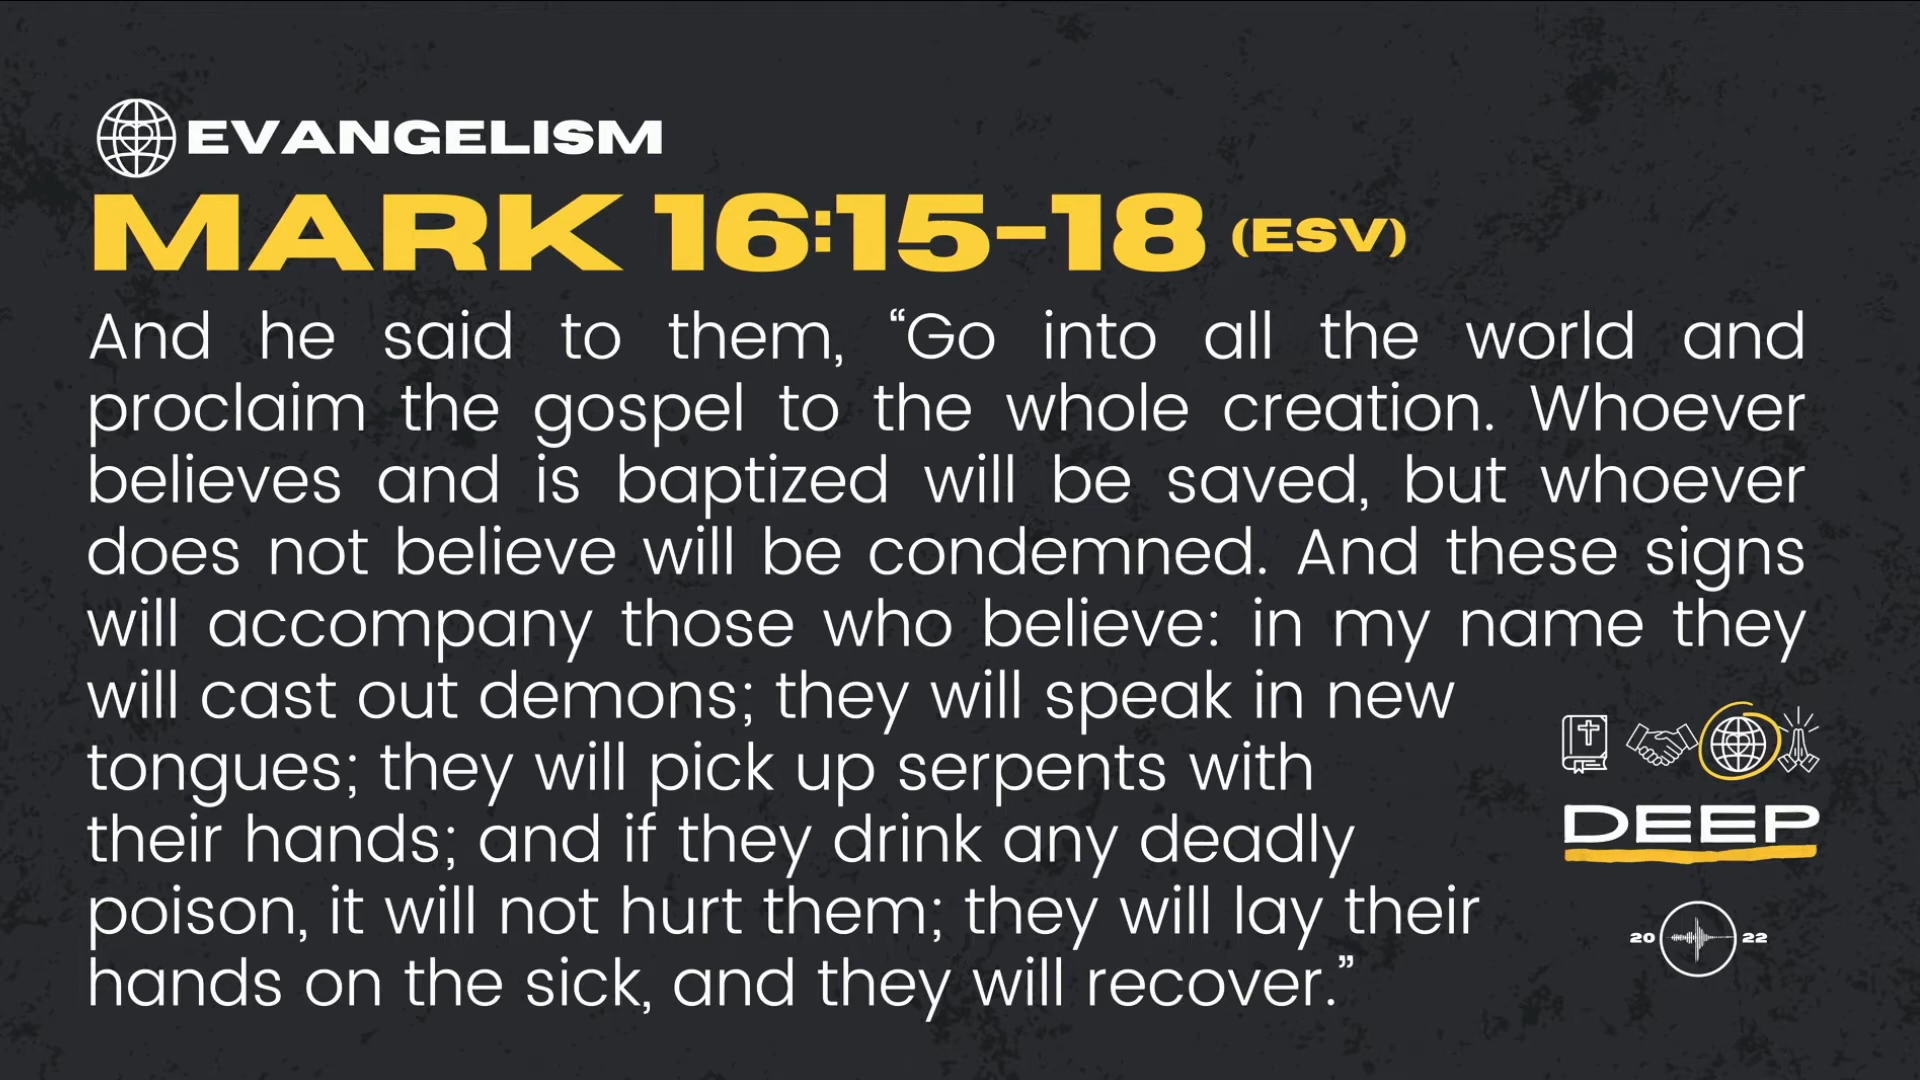 EVANGELISM
MARK 16:15-18 (ESV)
And he said to them, “Go into all the world and
proclaim the gospel to the whole creation. Whoever
believes and is baptized will be saved, but whoever
does not believe will be condemned. And these signs
will accompany those who believe: in my name they
will cast out demons; they will speak in new
tongues; they will pick up serpents with
their hands; and if they drink any deadly
poison, it will not hurt them; they will lay their
hands on the sick, and they will recover.”
DEEP
20 22